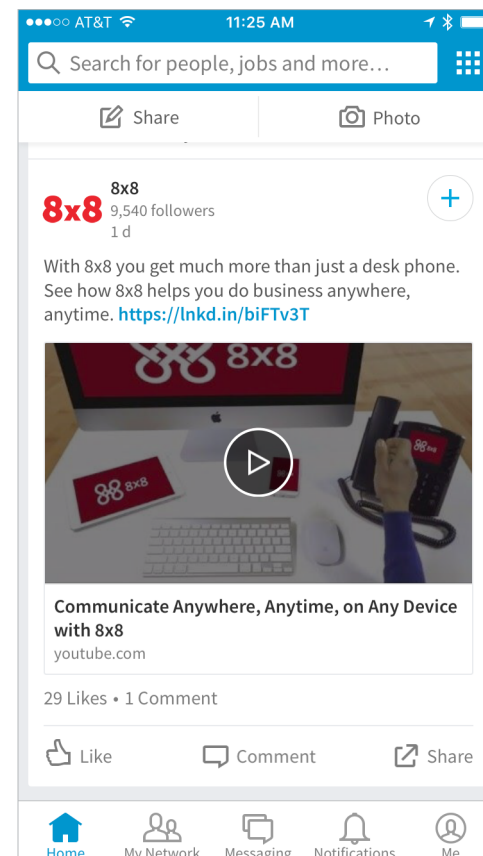 AT&T 11:25 AM
Search for people, jobs and more…
Share Photo
8x8
8x8
9,540 followers
1 d
With 8x8 you get much more than just a desk phone.
See how 8x8 helps you do business anywhere,
anytime. https://lnkd.in/biFTv3T
8x8
8x8
8x8
Communicate Anywhere, Anytime, on Any Device
with 8x8
youtube.com
29 Likes • 1 Comment
Like Comment Share
Home My Network Messaging Notifications Me